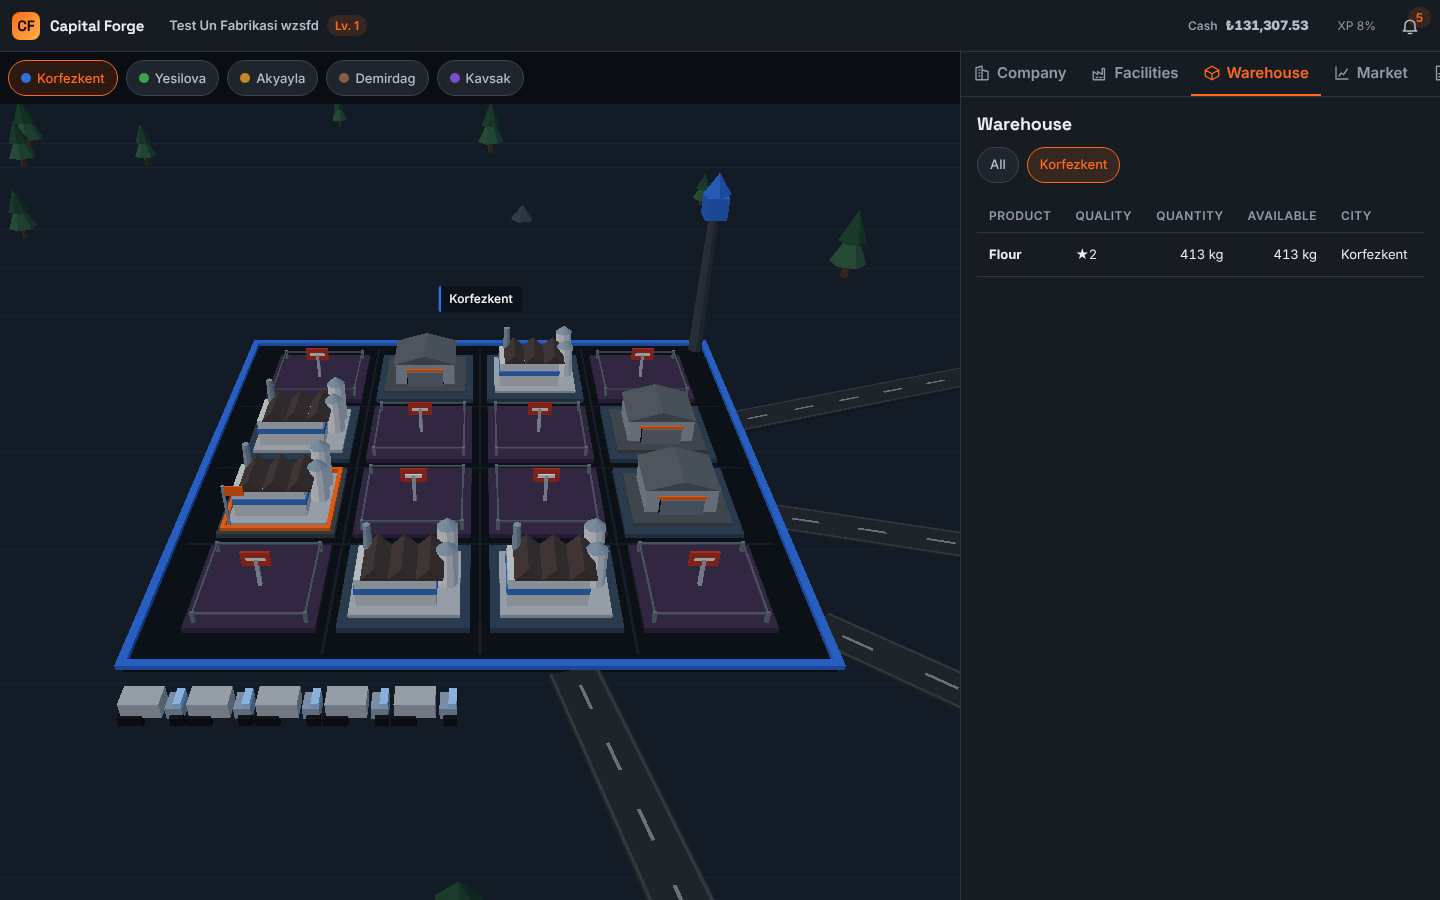 CF Capital Forge Test Un Fabrikasi wzsfd Lv. 1 Cash ₺131,307.53 XP 8% 5
Korfezkent Yesilova Akyayla Demirdag Kavsak
Company Facilities Warehouse Market
Warehouse
All Korfezkent
PRODUCT QUALITY QUANTITY AVAILABLE CITY
Flour ★2 413 kg 413 kg Korfezkent
Korfezkent